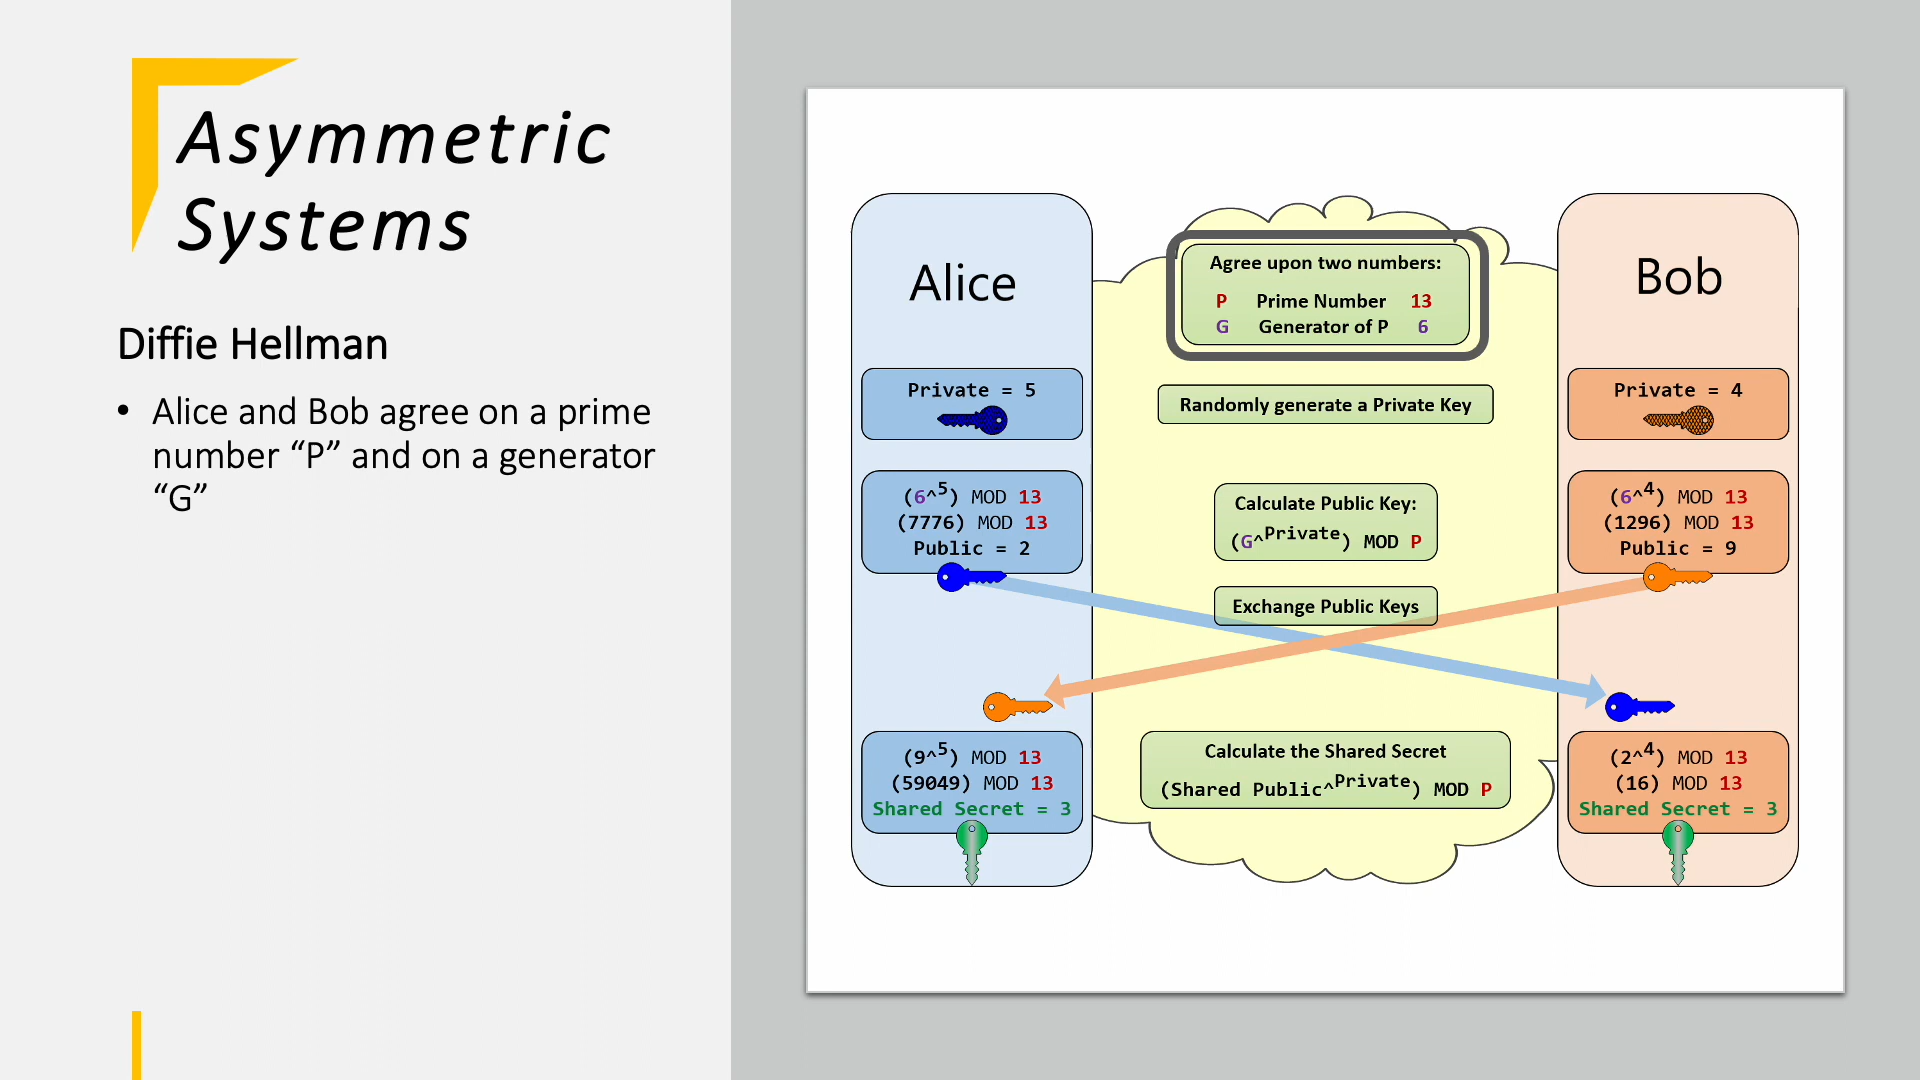 Asymmetric
Systems
Diffie Hellman
• Alice and Bob agree on a prime
number “P” and on a generator
“G”
Alice
Agree upon two numbers:
P Prime Number 13
G Generator of P 6
Bob
Private = 5
Randomly generate a Private Key
Private = 4
(6^5) MOD 13
(7776) MOD 13
Public = 2
Calculate Public Key:
(G^Private) MOD P
(6^4) MOD 13
(1296) MOD 13
Public = 9
Exchange Public Keys
(9^5) MOD 13
(59049) MOD 13
Shared Secret = 3
Calculate the Shared Secret
(Shared Public^Private) MOD P
(2^4) MOD 13
(16) MOD 13
Shared Secret = 3